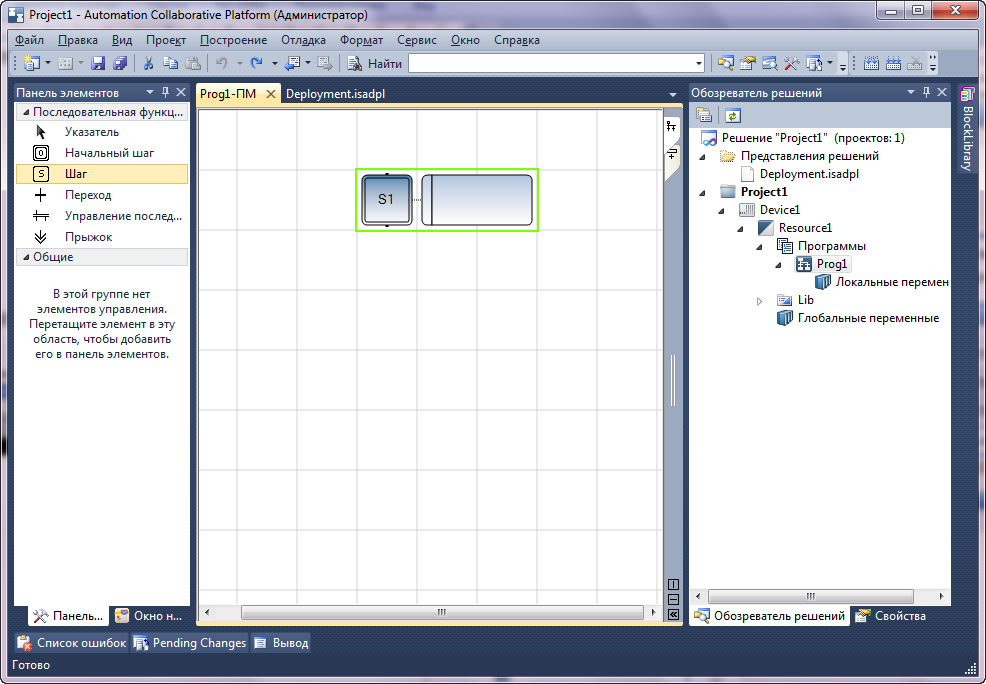 Project1 - Automation Collaborative Platform (Администратор)
Файл Правка Вид Проект Построение Отладка Формат Сервис Окно Справка
Найти
Панель элементов
Последовательная функц...
Указатель
0
Начальный шаг
S
Шаг
Переход
Управление послед...
Прыжок
Общие
В этой группе нет
элементов управления.
Перетащите элемент в эту
область, чтобы добавить
его в панель элементов.
Панель...
Окно н...
Prog1-ПМ
Deployment.isadpl
S1
Обозреватель решений
Решение "Project1" (проектов: 1)
Представления решений
Deployment.isadpl
Project1
Device1
Resource1
Программы
Prog1
Локальные перемен
Lib
Глобальные переменные
Обозреватель решений
Свойства
BlockLibrary
Список ошибок
Pending Changes
Вывод
Готово